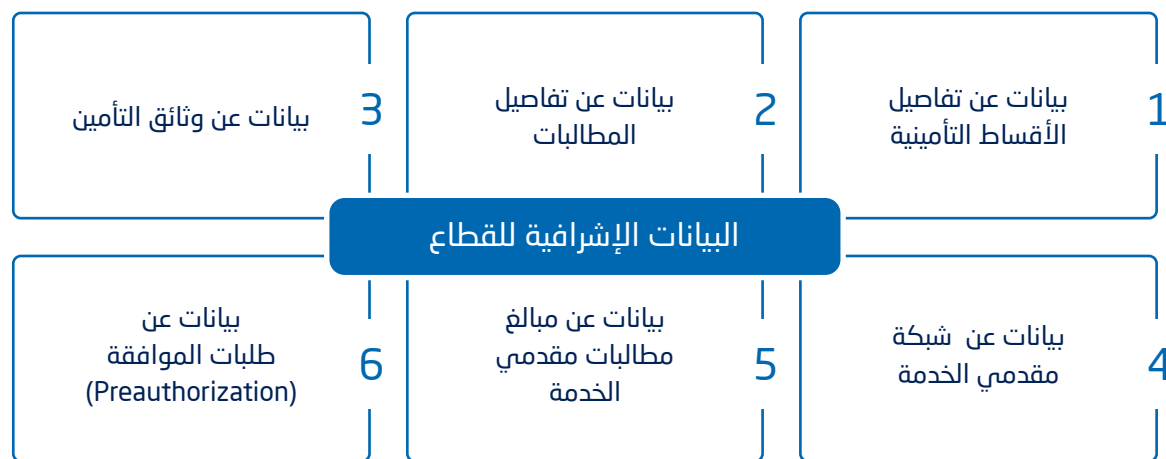 1
بيانات عن تفاصيل
الأقساط التأمينية
2
بيانات عن تفاصيل
المطالبات
3
بيانات عن وثائق التأمين
البيانات الإشرافية للقطاع
4
بيانات عن شبكة
مقدمي الخدمة
5
بيانات عن مبالغ
مطالبات مقدمي
الخدمة
6
بيانات عن
طلبات الموافقة
(Preauthorization)